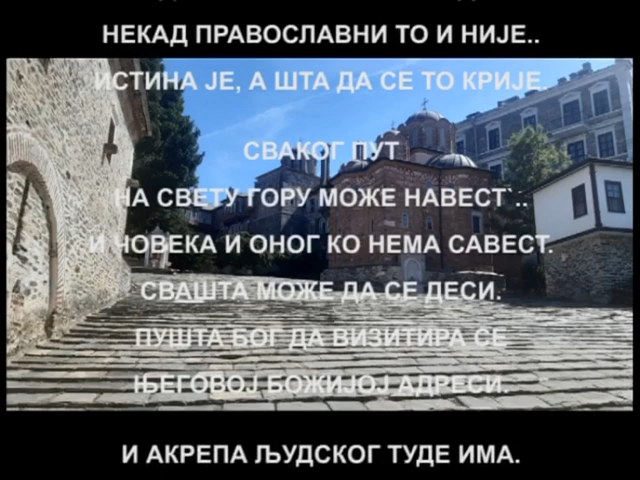 НЕКАД ПРАВОСЛАВНИ ТО И НИЈЕ..
ИСТИНА ЈЕ, А ШТА ДА СЕ ТО КРИЈЕ.
СВАКОГ ПУТ
НА СВЕТУ ГОРУ МОЖЕ НАВЕСТ`..
И ЧОВЕКА И ОНОГ КО НЕМА САВЕСТ.
СВАШТА МОЖЕ ДА СЕ ДЕСИ.
ПУШТА БОГ ДА ВИЗИТИРА СЕ
ЊЕГОВОЈ БОЖИЈОЈ АДРЕСИ.
И АКРЕПА ЉУДСКОГ ТУДЕ ИМА.